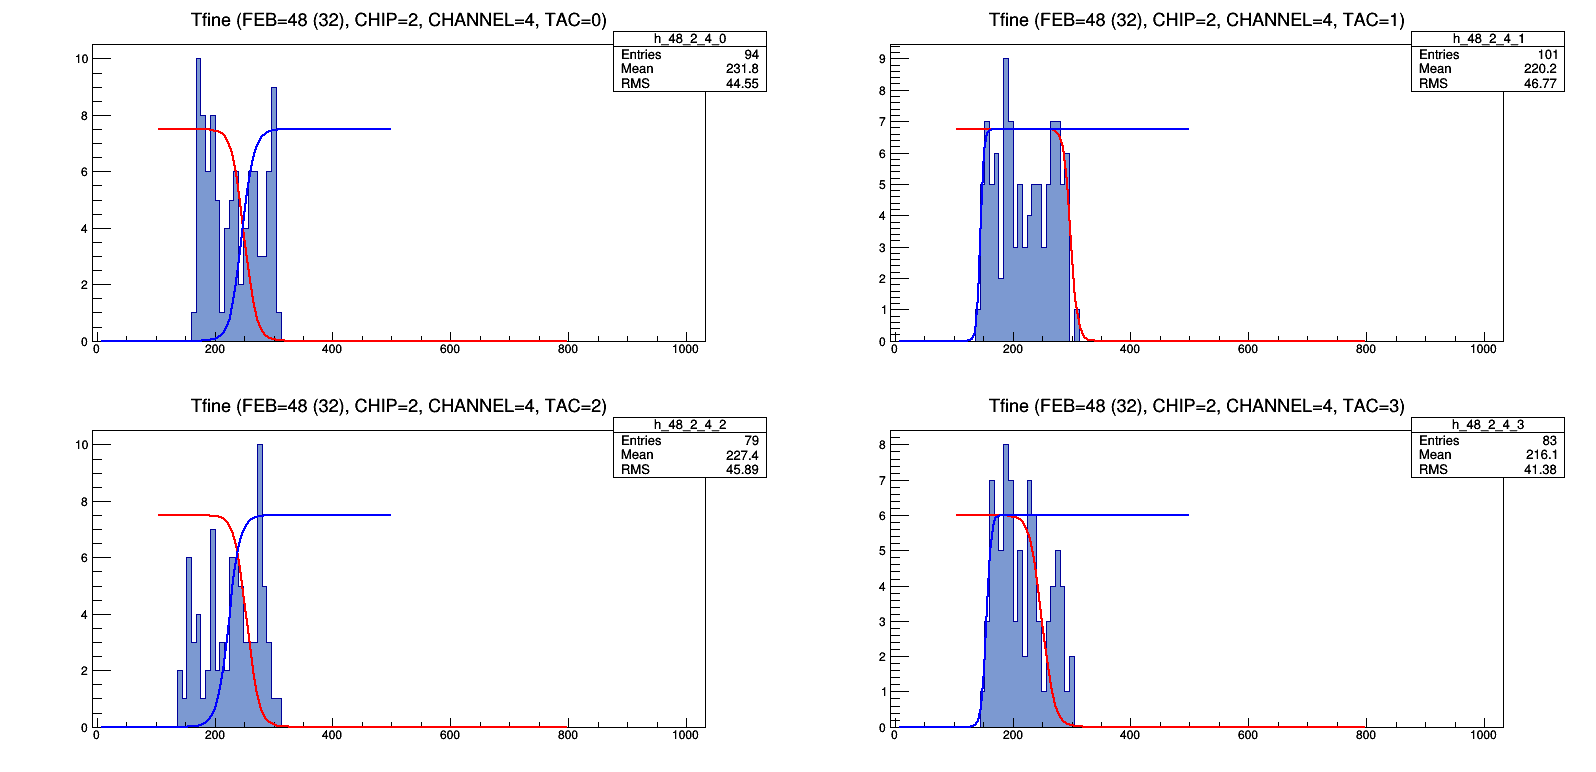 Tfine (FEB=48 (32), CHIP=2, CHANNEL=4, TAC=0)
h_48_2_4_0
Entries 94
Mean 231.8
RMS 44.55
10
8
6
4
2
0
0 200 400 600 800 1000
Tfine (FEB=48 (32), CHIP=2, CHANNEL=4, TAC=1)
h_48_2_4_1
Entries 101
Mean 220.2
RMS 46.77
9
8
7
6
5
4
3
2
1
0
0 200 400 600 800 1000
Tfine (FEB=48 (32), CHIP=2, CHANNEL=4, TAC=2)
h_48_2_4_2
Entries 79
Mean 227.4
RMS 45.89
10
8
6
4
2
0
0 200 400 600 800 1000
Tfine (FEB=48 (32), CHIP=2, CHANNEL=4, TAC=3)
h_48_2_4_3
Entries 83
Mean 216.1
RMS 41.38
8
7
6
5
4
3
2
1
0
0 200 400 600 800 1000